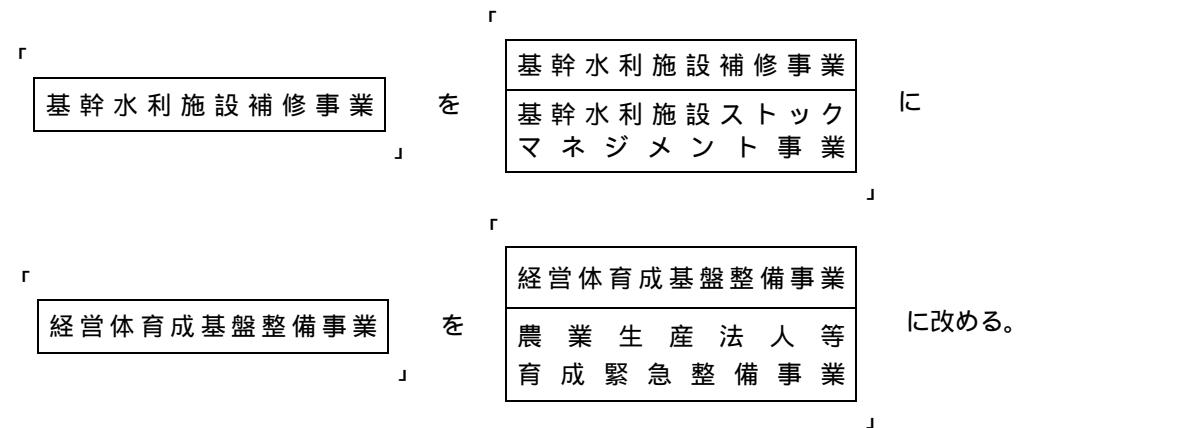 「
基幹水利施設補修事業
」
を
「
基幹水利施設補修事業
基幹水利施設ストック
マネジメント事業
」
に
「
経営体育成基盤整備事業
」
を
「
経営体育成基盤整備事業
農業生産法人等
育成緊急整備事業
」
に改める。